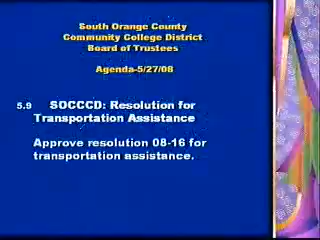 South Orange County
Community College District
Board of Trustees
Agenda-5/27/08
5.9 SOCCCD: Resolution for
Transportation Assistance
Approve resolution 08-16 for
transportation assistance.